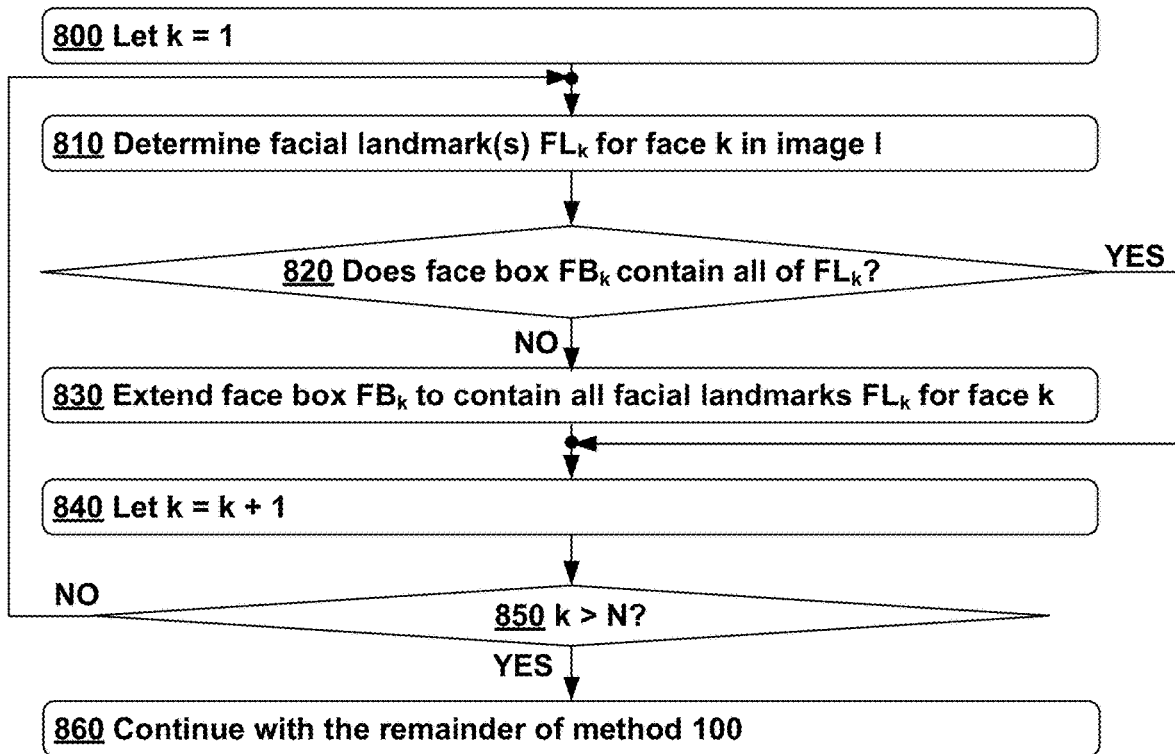 800 Let k = 1
810 Determine facial landmark(s) FLk for face k in image I
820 Does face box FBk contain all of FLk?
YES
NO
830 Extend face box FBk to contain all facial landmarks FLk for face k
840 Let k = k + 1
NO
850 k > N?
YES
860 Continue with the remainder of method 100